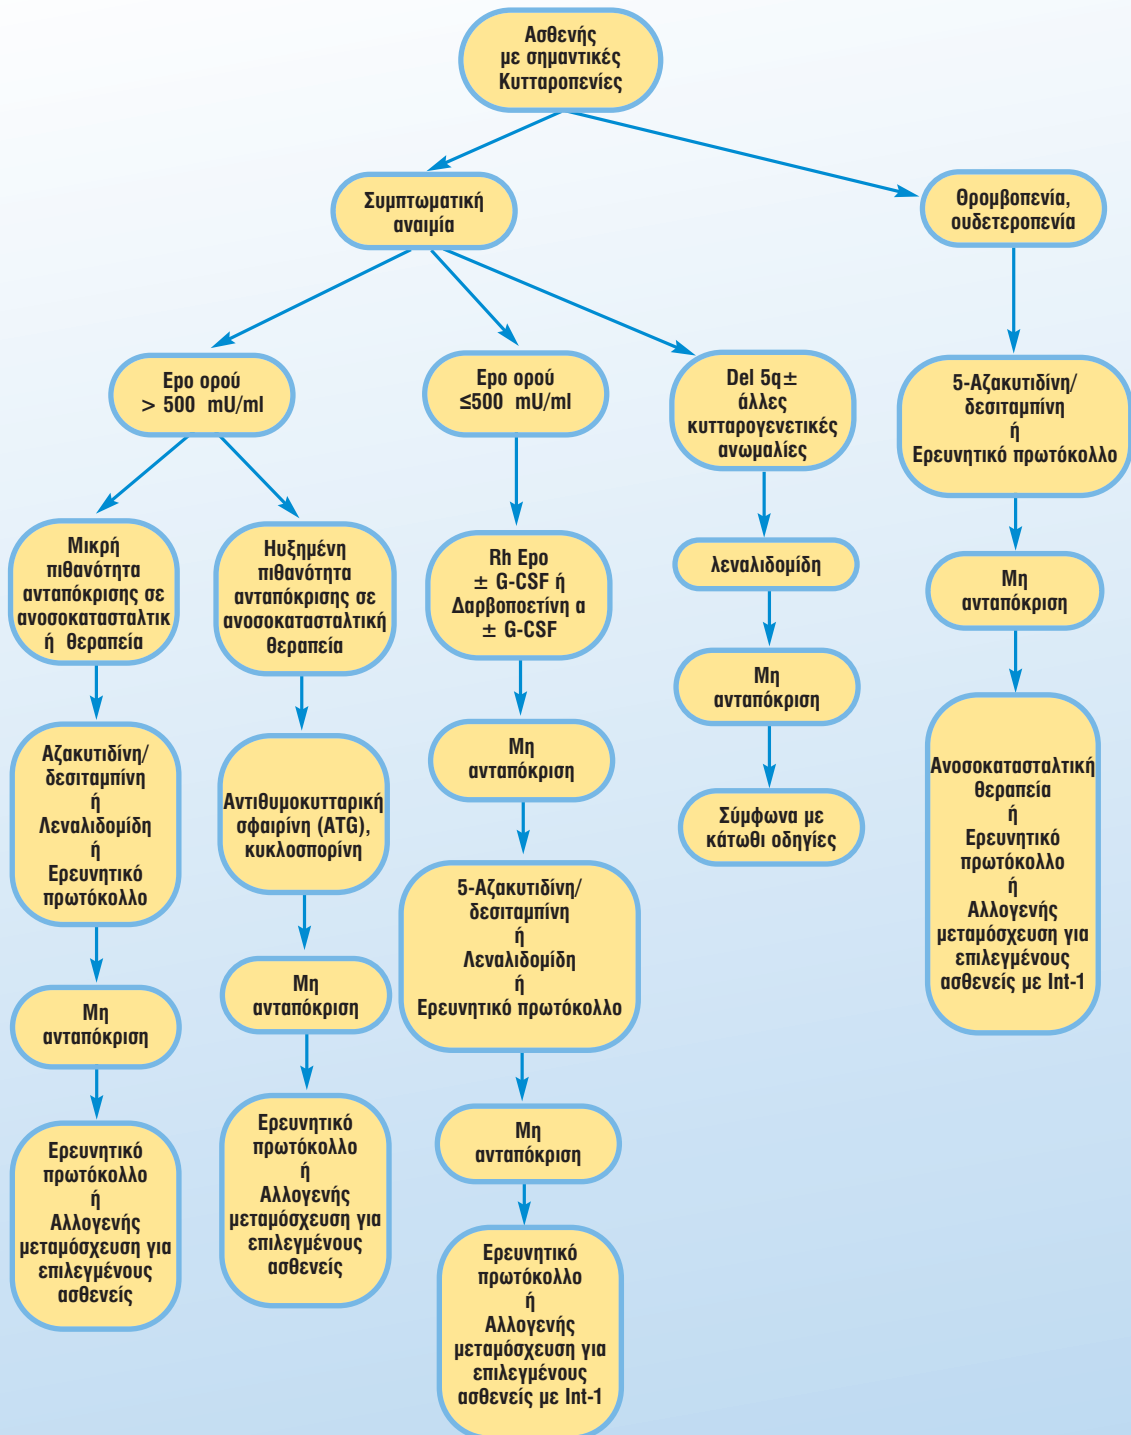 Ασθενής
με σημαντικές
Κυτταροπενίες
Συμπτωματική
αναιμία
Θρομβοπενία,
ουδετεροπενία
Epo ορού
> 500 mU/ml
Epo ορού
≤500 mU/ml
Del 5q±
άλλες
κυτταρογενετικές
ανωμαλίες
5-Αζακυτιδίνη/
δεσιταμπίνη
ή
Ερευνητικό πρωτόκολλο
Μικρή
πιθανότητα
ανταπόκρισης σε
ανοσοκατασταλτικ
ή θεραπεία
Ηυξημένη
πιθανότητα
ανταπόκρισης σε
ανοσοκατασταλτική
θεραπεία
Rh Epo
± G-CSF ή
Δαρβοποετίνη α
± G-CSF
λεναλιδομίδη
Μη
ανταπόκριση
Αζακυτιδίνη/
δεσιταμπίνη
ή
Λεναλιδομίδη
ή
Ερευνητικό
πρωτόκολλο
Αντιθυμοκυτταρική
σφαιρίνη (ATG),
κυκλοσπορίνη
Μη
ανταπόκριση
Μη
ανταπόκριση
Ανοσοκατασταλτική
θεραπεία
ή
Ερευνητικό
πρωτόκολλο
ή
Αλλογενής
μεταμόσχευση για
επιλεγμένους
ασθενείς με Int-1
Σύμφωνα με
κάτωθι οδηγίες
5-Αζακυτιδίνη/
δεσιταμπίνη
ή
Λεναλιδομίδη
ή
Ερευνητικό πρωτόκολλο
Μη
ανταπόκριση
Μη
ανταπόκριση
Ερευνητικό
πρωτόκολλο
ή
Αλλογενής
μεταμόσχευση για
επιλεγμένους
ασθενείς
Ερευνητικό
πρωτόκολλο
ή
Αλλογενής
μεταμόσχευση για
επιλεγμένους
ασθενείς
Μη
ανταπόκριση
Ερευνητικό
πρωτόκολλο
ή
Αλλογενής
μεταμόσχευση για
επιλεγμένους
ασθενείς με Int-1